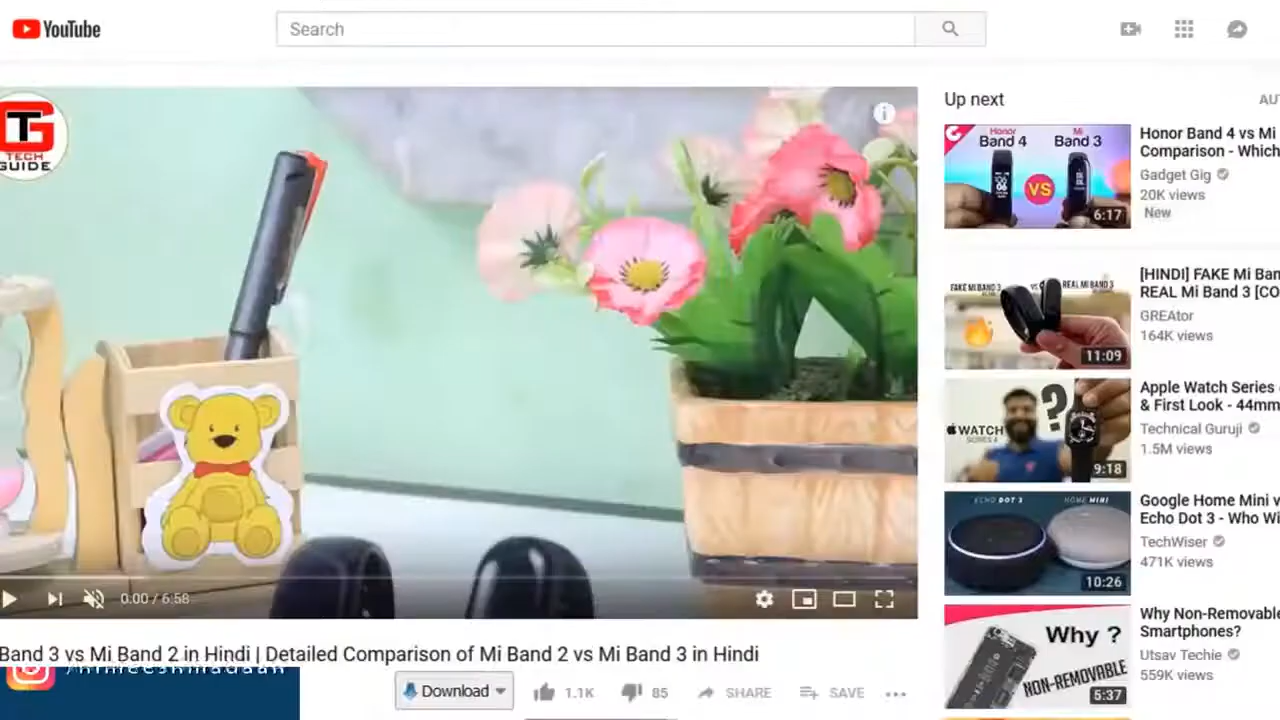 YouTube
Search
TG
TECH
GUIDE
0:00 / 6:58
Band 3 vs Mi Band 2 in Hindi | Detailed Comparison of Mi Band 2 vs Mi Band 3 in Hindi
Download
1.1K
85
SHARE
SAVE
Up next
AUT
Honor
Band 4
Mi
Band 3
VS
6:17
Honor Band 4 vs Mi
Comparison - Which
Gadget Gig
20K views
New
FAKE MI BAND 3
VS
REAL MI BAND 3
11:09
[HINDI] FAKE Mi Ban
REAL Mi Band 3 [CO
GREAtor
164K views
WATCH
SERIES 4
?
9:18
Apple Watch Series
& First Look - 44mm
Technical Guruji
1.5M views
ECHO DOT 3
HOME MINI
10:26
Google Home Mini v
Echo Dot 3 - Who Wi
TechWiser
471K views
Why ?
NON-REMOVABLE
5:37
Why Non-Removable
Smartphones?
Utsav Techie
559K views